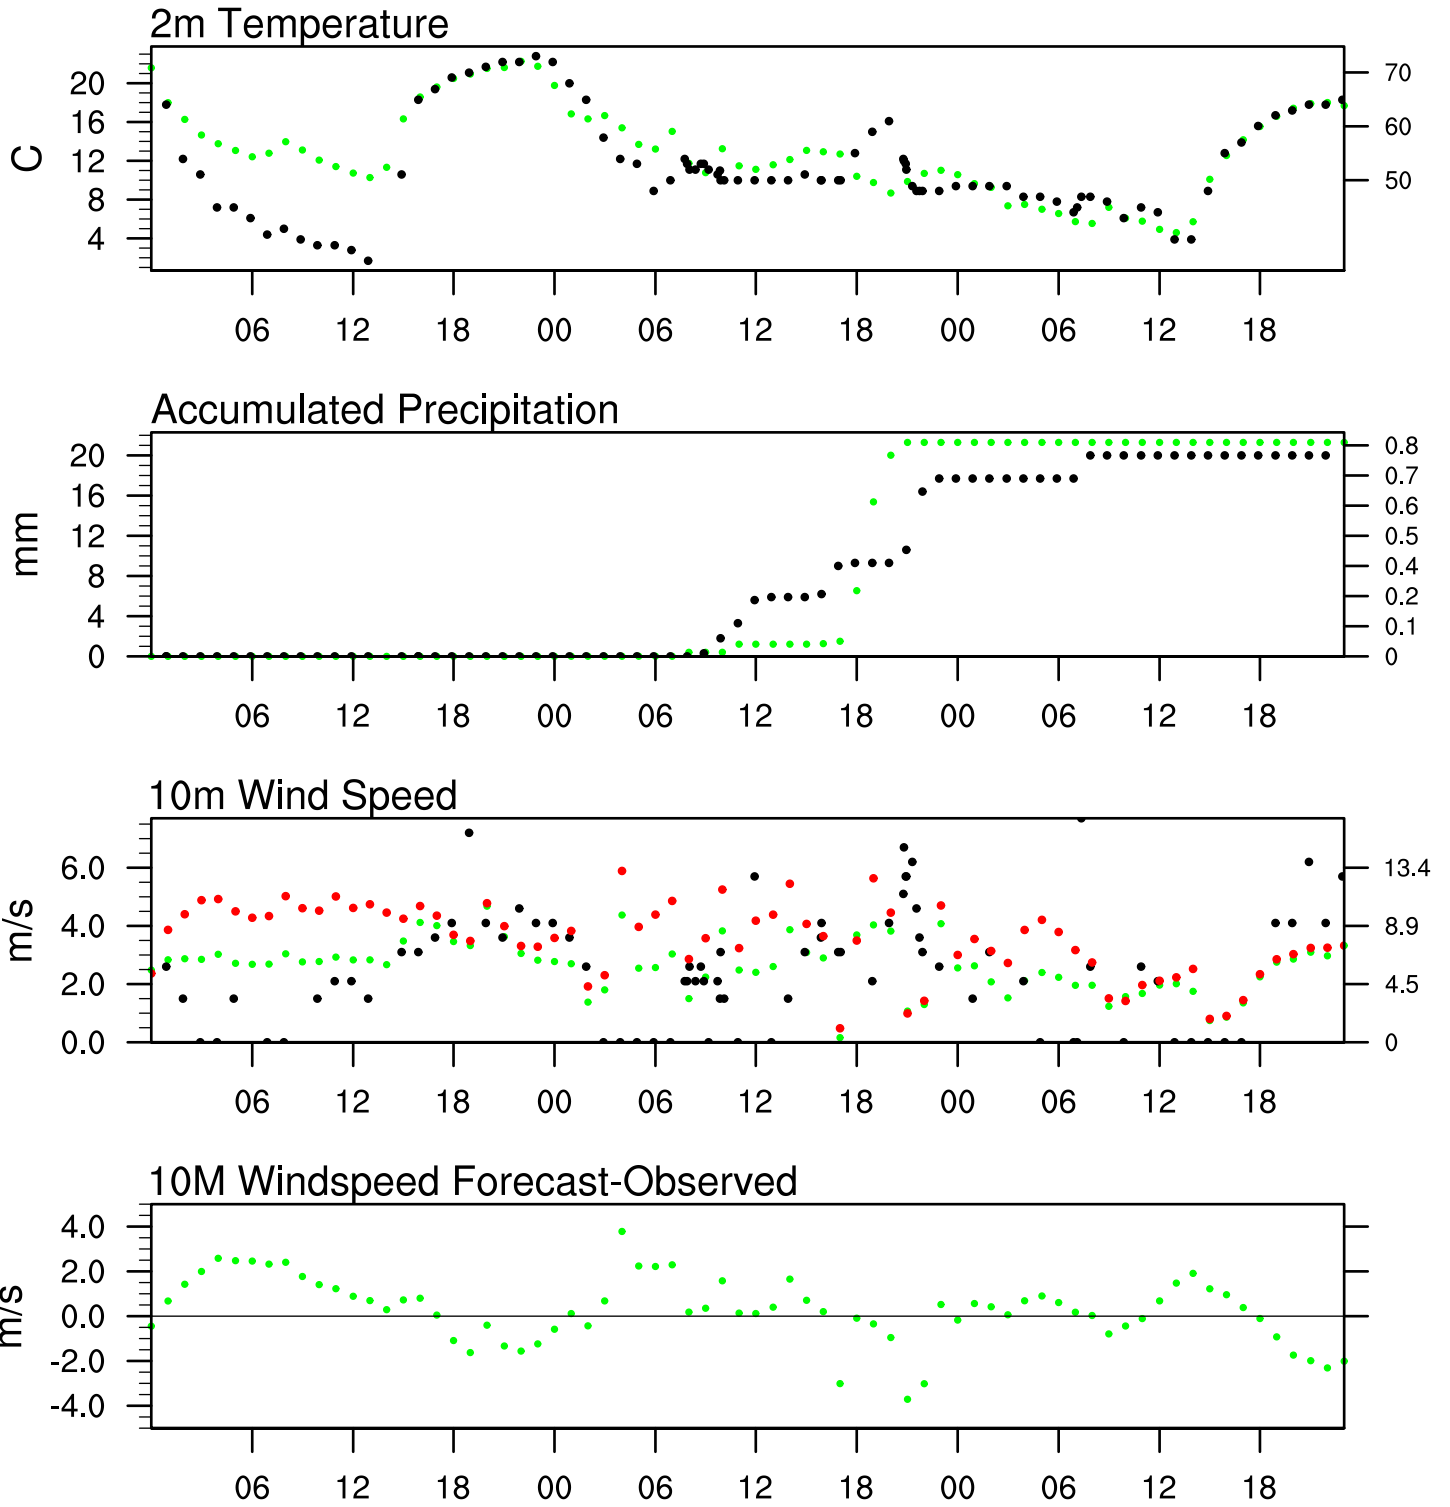 2m Temperature
20
16
12
8
4
C
70
60
50
06 12 18 00 06 12 18 00 06 12 18
Accumulated Precipitation
20
16
12
8
4
0
mm
0.8
0.7
0.6
0.5
0.4
0.2
0.1
0
06 12 18 00 06 12 18 00 06 12 18
10m Wind Speed
6.0
4.0
2.0
0.0
m/s
13.4
8.9
4.5
0
06 12 18 00 06 12 18 00 06 12 18
10M Windspeed Forecast-Observed
4.0
2.0
0.0
-2.0
-4.0
m/s
06 12 18 00 06 12 18 00 06 12 18